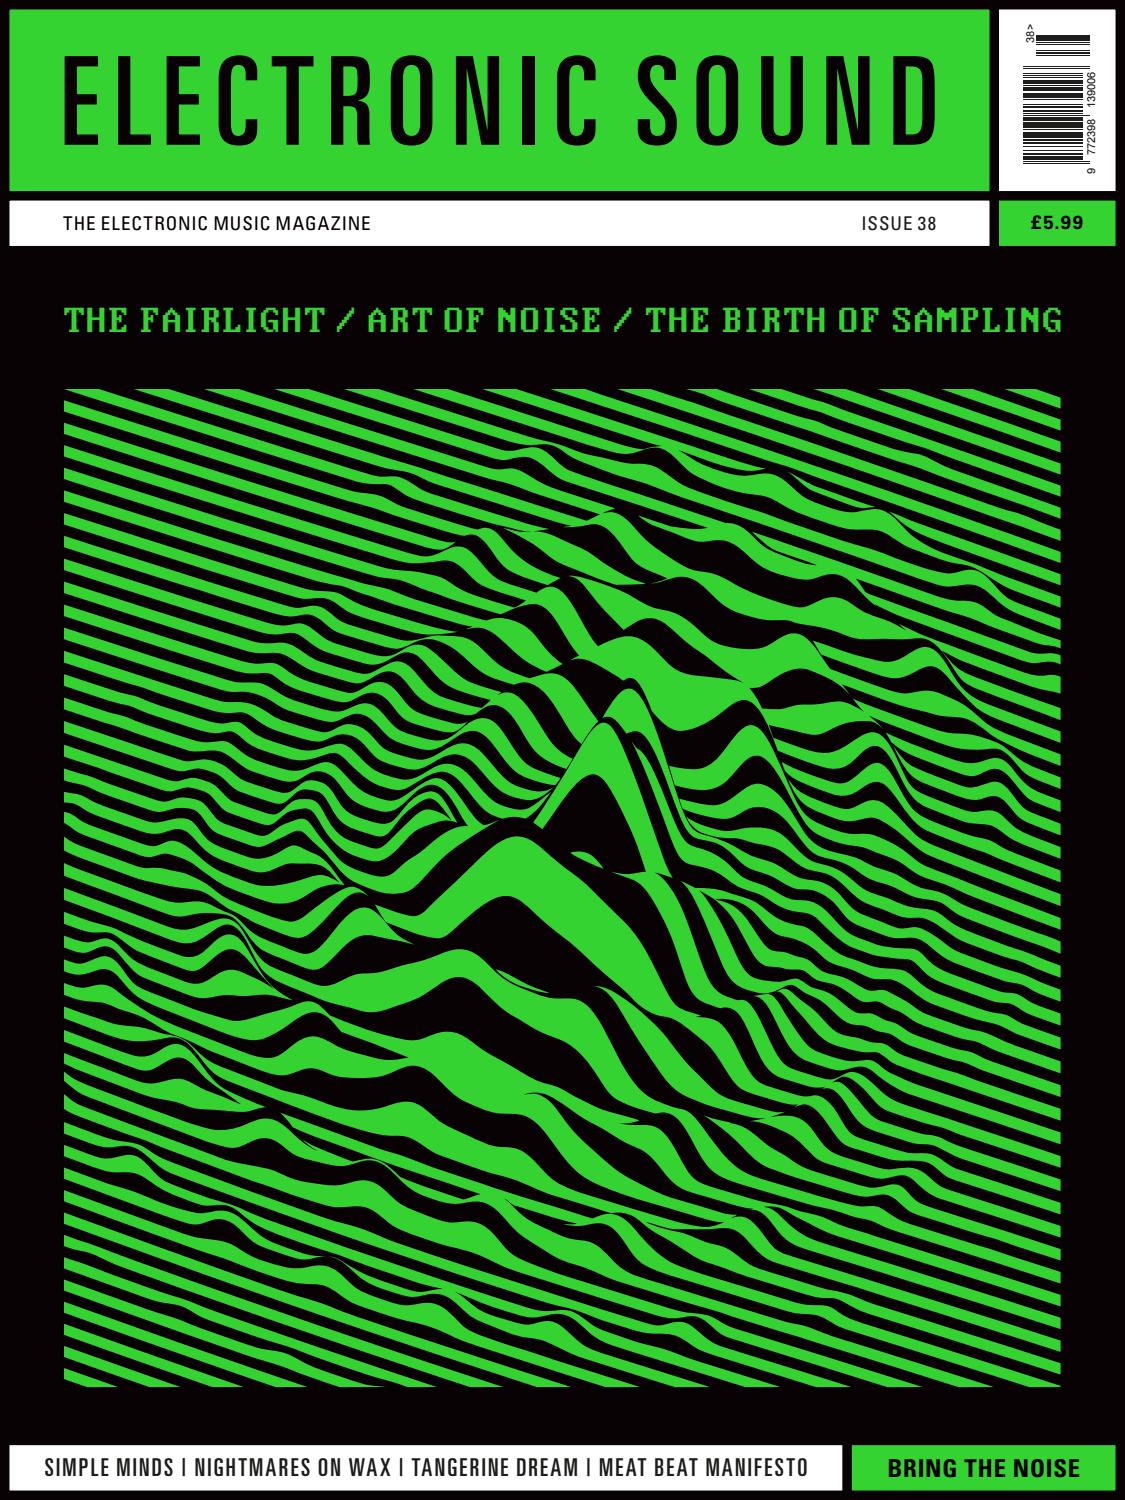 ELECTRONIC SOUND
38>
9 772398 139006
THE ELECTRONIC MUSIC MAGAZINE
ISSUE 38
£5.99
THE FAIRLIGHT / ART OF NOISE / THE BIRTH OF SAMPLING
SIMPLE MINDS | NIGHTMARES ON WAX | TANGERINE DREAM | MEAT BEAT MANIFESTO
BRING THE NOISE